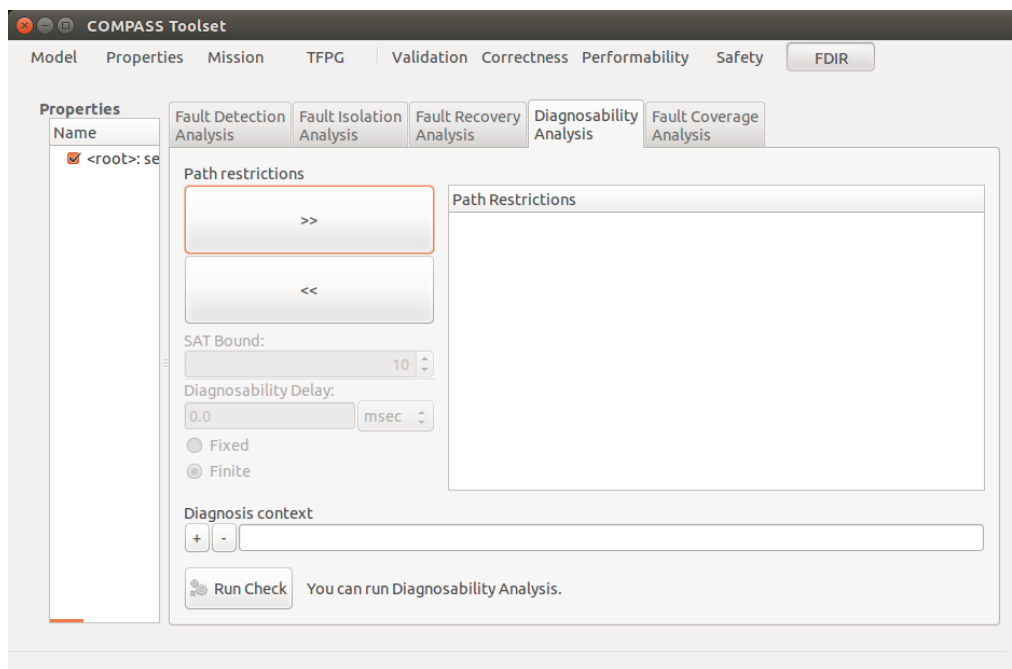 COMPASS Toolset
Model Properties Mission TFPG Validation Correctness Performability Safety FDIR
Properties
Name
<root>: se
Fault Detection Analysis
Fault Isolation Analysis
Fault Recovery Analysis
Diagnosability Analysis
Fault Coverage Analysis
Path restrictions
>>
<<
Path Restrictions
SAT Bound:
10
Diagnosability Delay:
0.0 msec
Fixed
Finite
Diagnosis context
+ -
Run Check You can run Diagnosability Analysis.